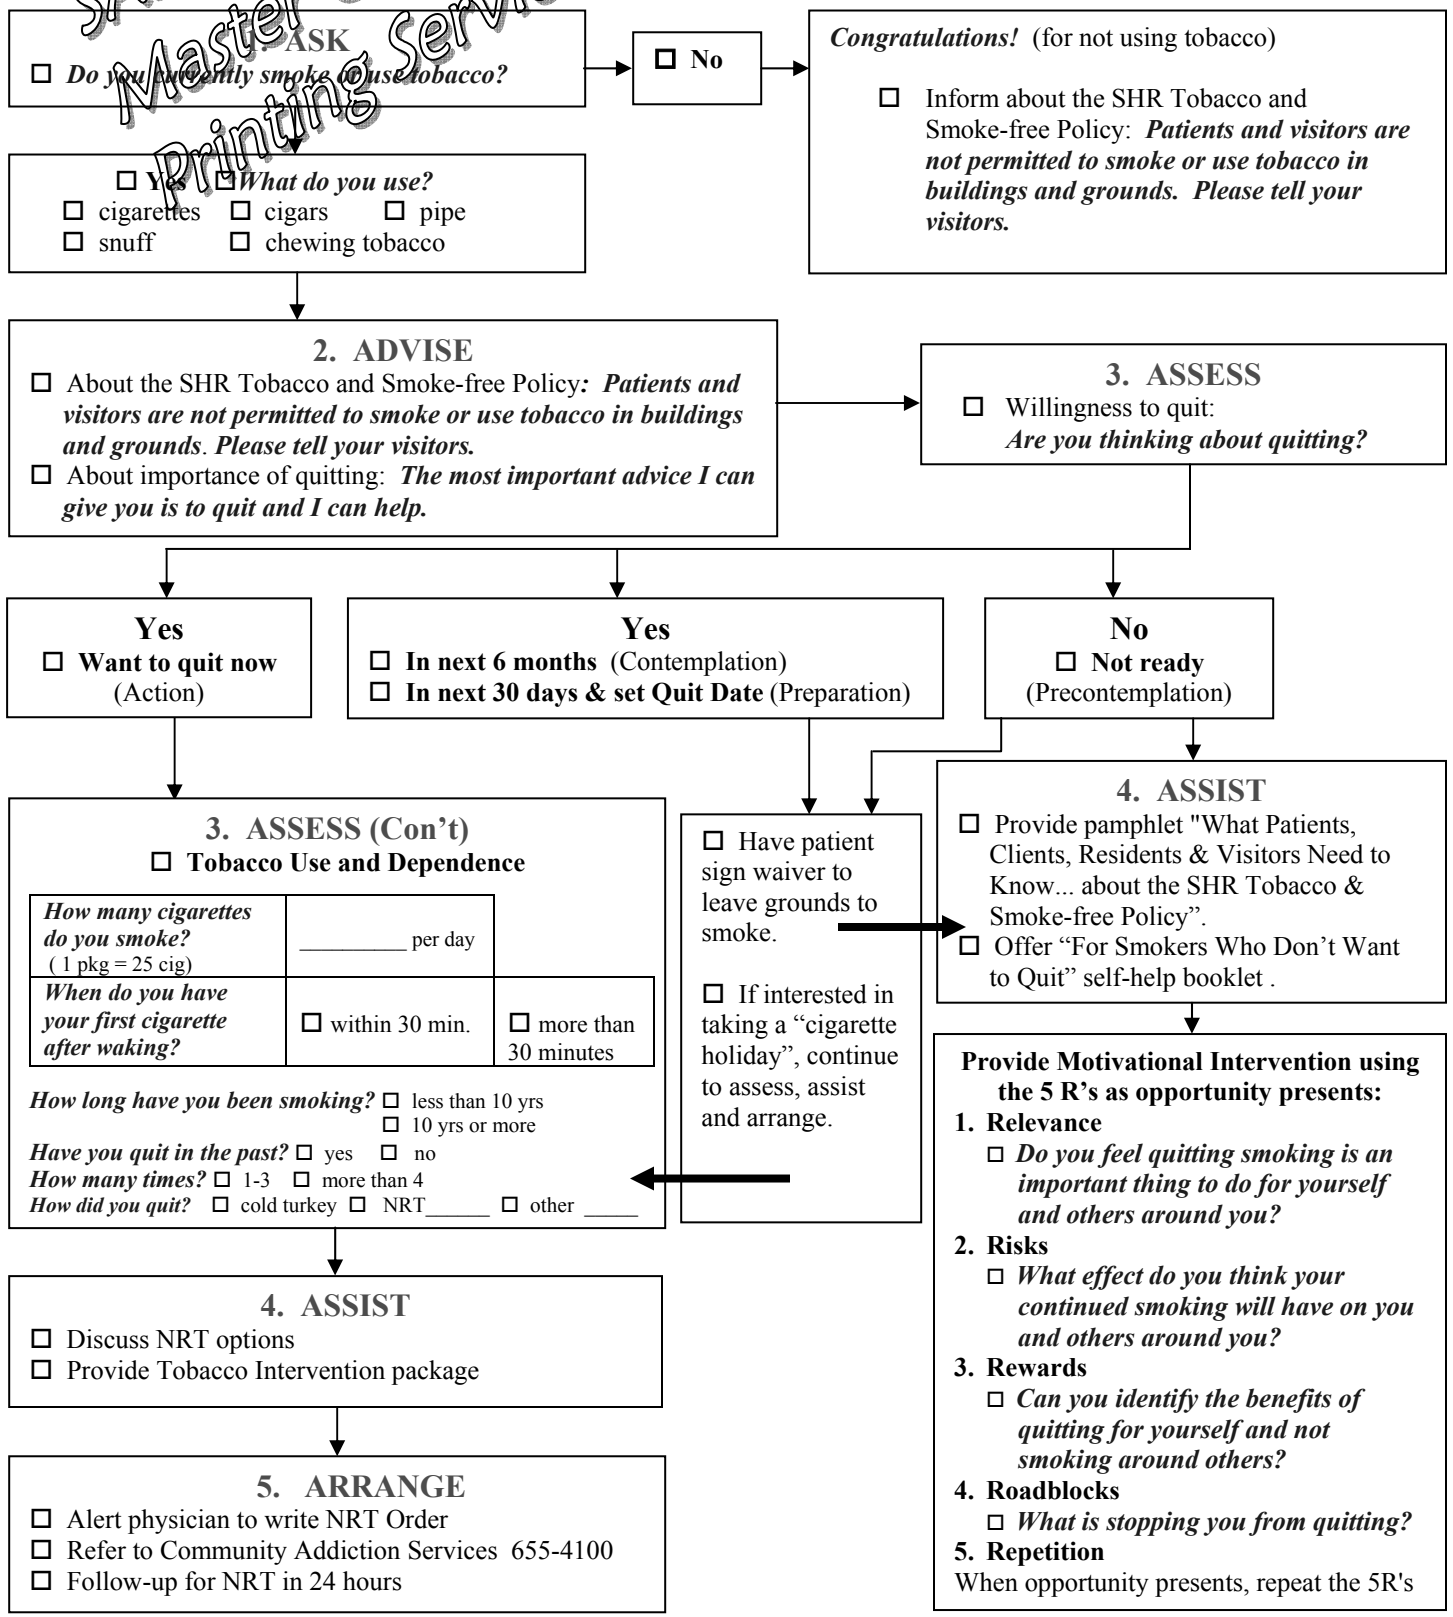 Master
Printing
1. ASK
☐ Do you currently smoke or use tobacco?
☐ No
Congratulations! (for not using tobacco)
☐ Inform about the SHR Tobacco and
Smoke-free Policy: Patients and visitors are
not permitted to smoke or use tobacco in
buildings and grounds. Please tell your
visitors.
☐ Yes ☐ What do you use?
☐ cigarettes ☐ cigars ☐ pipe
☐ snuff ☐ chewing tobacco
2. ADVISE
☐ About the SHR Tobacco and Smoke-free Policy: Patients and
visitors are not permitted to smoke or use tobacco in buildings
and grounds. Please tell your visitors.
☐ About importance of quitting: The most important advice I can
give you is to quit and I can help.
3. ASSESS
☐ Willingness to quit:
Are you thinking about quitting?
Yes
☐ Want to quit now
(Action)
Yes
☐ In next 6 months (Contemplation)
☐ In next 30 days & set Quit Date (Preparation)
No
☐ Not ready
(Precontemplation)
3. ASSESS (Con't)
☐ Tobacco Use and Dependence
How many cigarettes
do you smoke?
( 1 pkg = 25 cig)
__________ per day
When do you have
your first cigarette
after waking?
☐ within 30 min.
☐ more than
30 minutes
How long have you been smoking? ☐ less than 10 yrs
☐ 10 yrs or more
Have you quit in the past? ☐ yes ☐ no
How many times? ☐ 1-3 ☐ more than 4
How did you quit? ☐ cold turkey ☐ NRT______ ☐ other _____
☐ Have patient
sign waiver to
leave grounds to
smoke.
☐ If interested in
taking a “cigarette
holiday”, continue
to assess, assist
and arrange.
4. ASSIST
☐ Provide pamphlet "What Patients,
Clients, Residents & Visitors Need to
Know... about the SHR Tobacco &
Smoke-free Policy”.
☐ Offer “For Smokers Who Don’t Want
to Quit” self-help booklet .
Provide Motivational Intervention using
the 5 R’s as opportunity presents:
1. Relevance
☐ Do you feel quitting smoking is an
important thing to do for yourself
and others around you?
2. Risks
☐ What effect do you think your
continued smoking will have on you
and others around you?
3. Rewards
☐ Can you identify the benefits of
quitting for yourself and not
smoking around others?
4. Roadblocks
☐ What is stopping you from quitting?
5. Repetition
When opportunity presents, repeat the 5R's
4. ASSIST
☐ Discuss NRT options
☐ Provide Tobacco Intervention package
5. ARRANGE
☐ Alert physician to write NRT Order
☐ Refer to Community Addiction Services 655-4100
☐ Follow-up for NRT in 24 hours